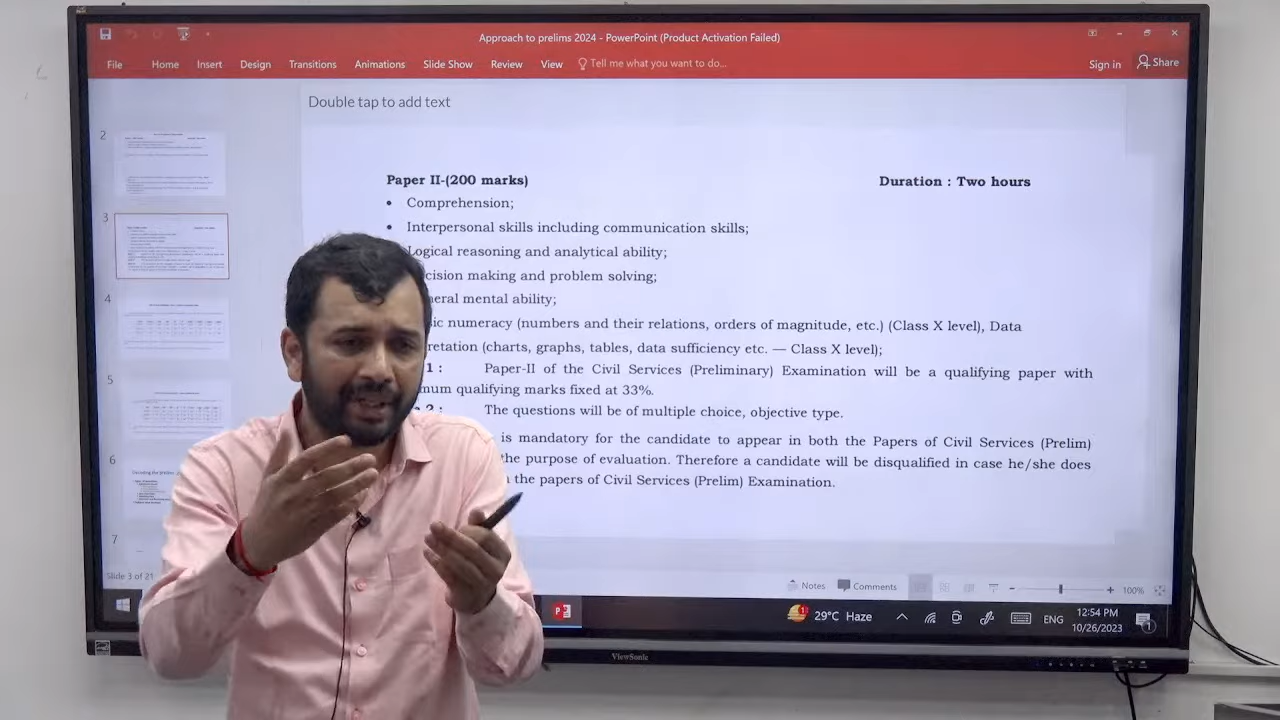 Approach to prelims 2024 - PowerPoint (Product Activation Failed)
File Home Insert Design Transitions Animations Slide Show Review View Tell me what you want to do... Sign in Share
Double tap to add text
2
3
4
5
6
7
Paper II-(200 marks) Duration : Two hours
• Comprehension;
• Interpersonal skills including communication skills;
Logical reasoning and analytical ability;
cision making and problem solving;
neral mental ability;
ic numeracy (numbers and their relations, orders of magnitude, etc.) (Class X level), Data
retation (charts, graphs, tables, data sufficiency etc. — Class X level);
1 : Paper-II of the Civil Services (Preliminary) Examination will be a qualifying paper with
mum qualifying marks fixed at 33%.
2 : The questions will be of multiple choice, objective type.
is mandatory for the candidate to appear in both the Papers of Civil Services (Prelim)
the purpose of evaluation. Therefore a candidate will be disqualified in case he/she does
the papers of Civil Services (Prelim) Examination.
Slide 3 of 21 Notes Comments 100%
29°C Haze ENG 12:54 PM
10/26/2023
ViewSonic